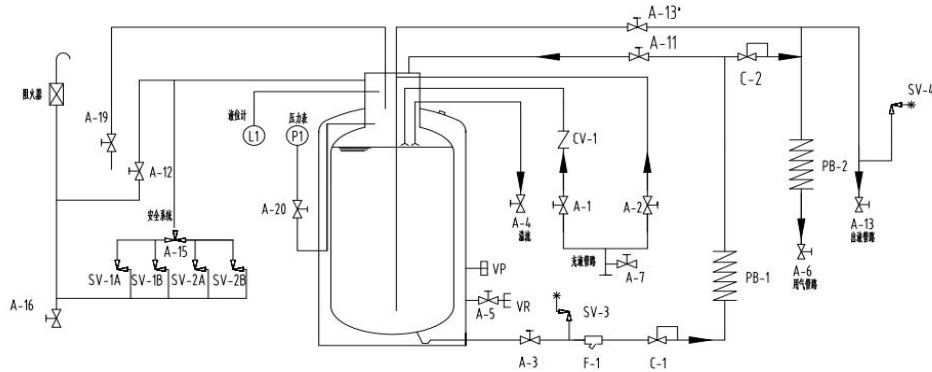 A-13'
A-11
C-2
SV-4
阻火器
A-19
A-12
液位计
L1
压力表
P1
CV-1
PB-2
A-20
A-4
溢流
A-1
A-2
A-13
出液管路
安全系统
A-15
充液管路
A-7
A-6
用气管路
SV-1A
SV-1B
SV-2A
SV-2B
VP
PB-1
A-16
A-5
VR
SV-3
A-3
F-1
C-1